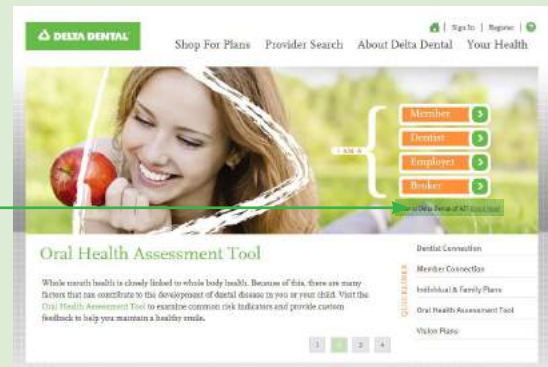 Sign In | Register |
DELTA DENTAL
Shop For Plans Provider Search About Delta Dental Your Health
Member
Dentist
I AM A
Employer
Broker
Delta Dental of
Oral Health Assessment Tool
Whole mouth health is closely linked to whole body health. Because of this, there are many
factors that can contribute to the development of dental disease in you or your child. Visit the
Oral Health Assessment Tool to examine common risk indicators and provide custom
feedback to help you maintain a healthy smile.
1 2 3 4
QUICKLINKS
Dentist Connection
Member Connection
Individual & Family Plans
Oral Health Assessment Tool
Vision Plans